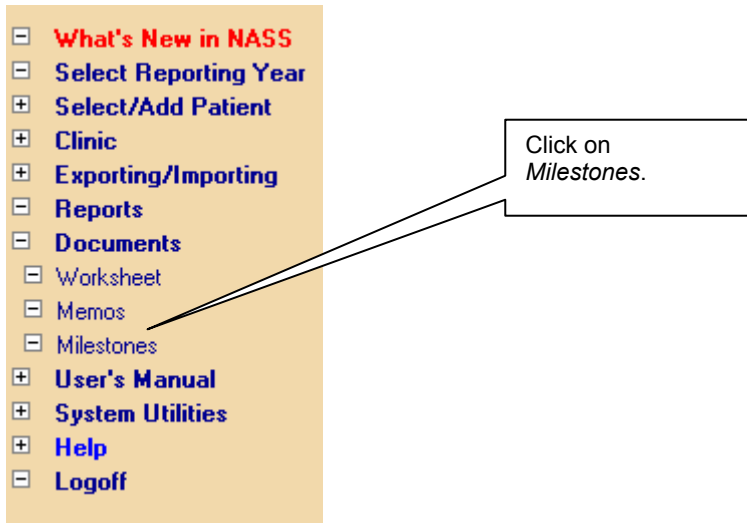 What's New in NASS
Select Reporting Year
Select/Add Patient
Clinic
Exporting/Importing
Reports
Documents
Worksheet
Memos
Milestones
User's Manual
System Utilities
Help
Logoff
Click on
Milestones.